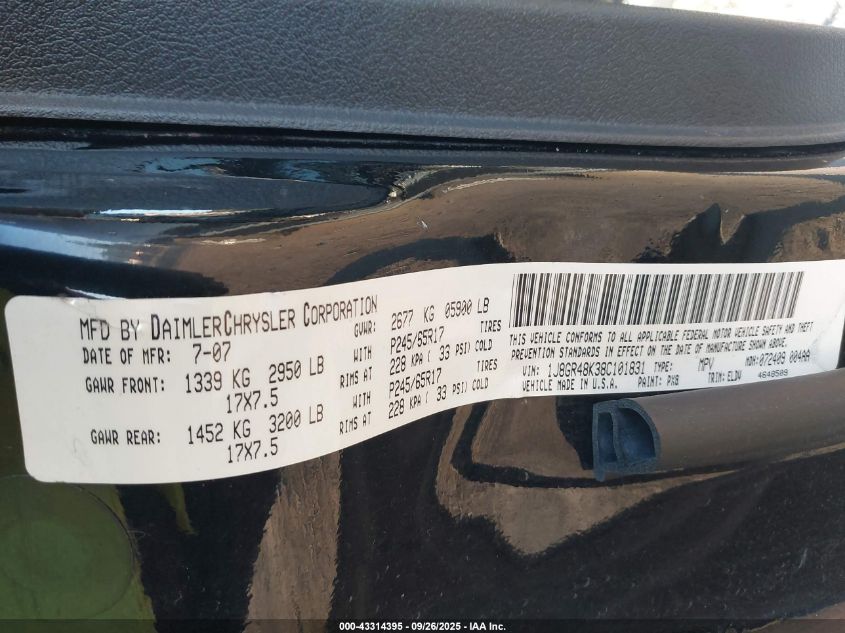 MFD BY DAIMLERCHRYSLER CORPORATION
DATE OF MFR: 7-07
GVWR: 2677 KG 05900 LB
GAWR FRONT: 1339 KG 2950 LB WITH P245/65R17 TIRES
17X7.5 RIMS AT 228 KPA ( 33 PSI) COLD
GAWR REAR: 1452 KG 3200 LB WITH P245/65R17 TIRES
17X7.5 RIMS AT 228 KPA ( 33 PSI) COLD
THIS VEHICLE CONFORMS TO ALL APPLICABLE FEDERAL MOTOR VEHICLE SAFETY AND THEFT
PREVENTION STANDARDS IN EFFECT ON THE DATE OF MANUFACTURE SHOWN ABOVE.
VIN: 1J8GR48K38C101831 TYPE: MPV MDH: 072409 004AA
VEHICLE MADE IN U.S.A. PAINT: PX8 TRIM: ELDV 4648509
000-43314395 - 09/26/2025 - IAA Inc.